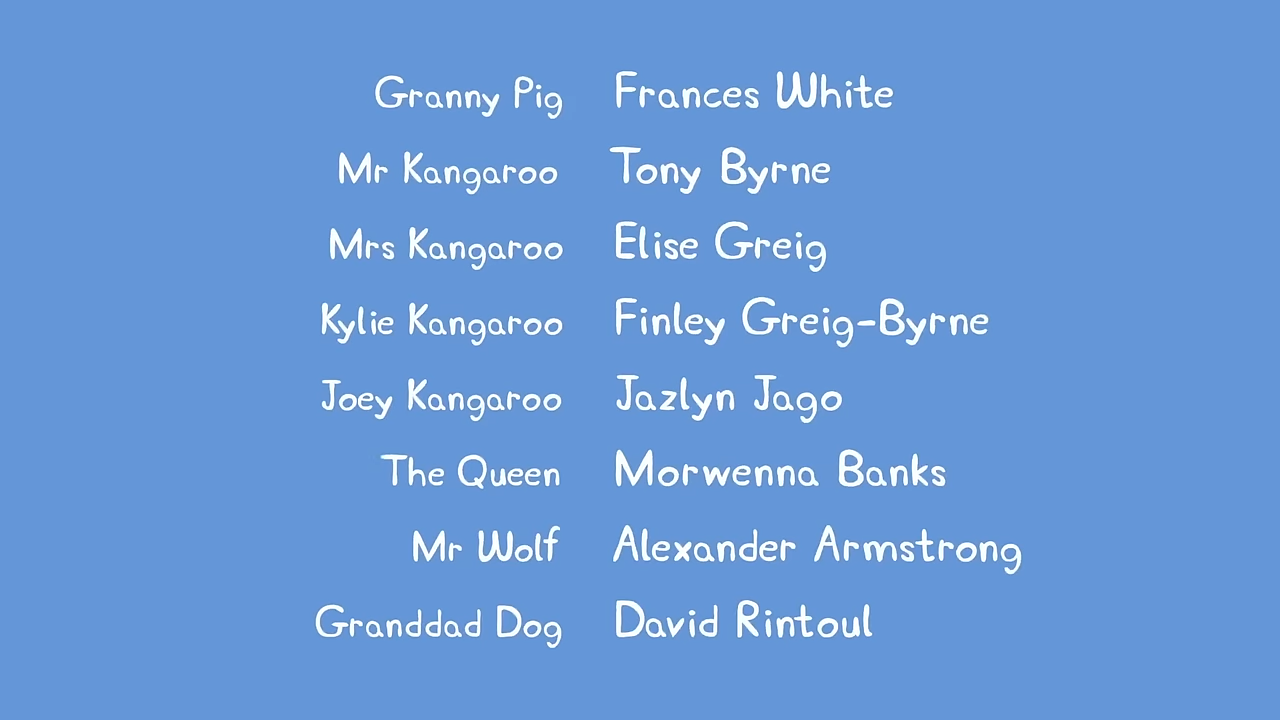 Granny Pig Frances White
Mr Kangaroo Tony Byrne
Mrs Kangaroo Elise Greig
Kylie Kangaroo Finley Greig-Byrne
Joey Kangaroo Jazlyn Jago
The Queen Morwenna Banks
Mr Wolf Alexander Armstrong
Granddad Dog David Rintoul